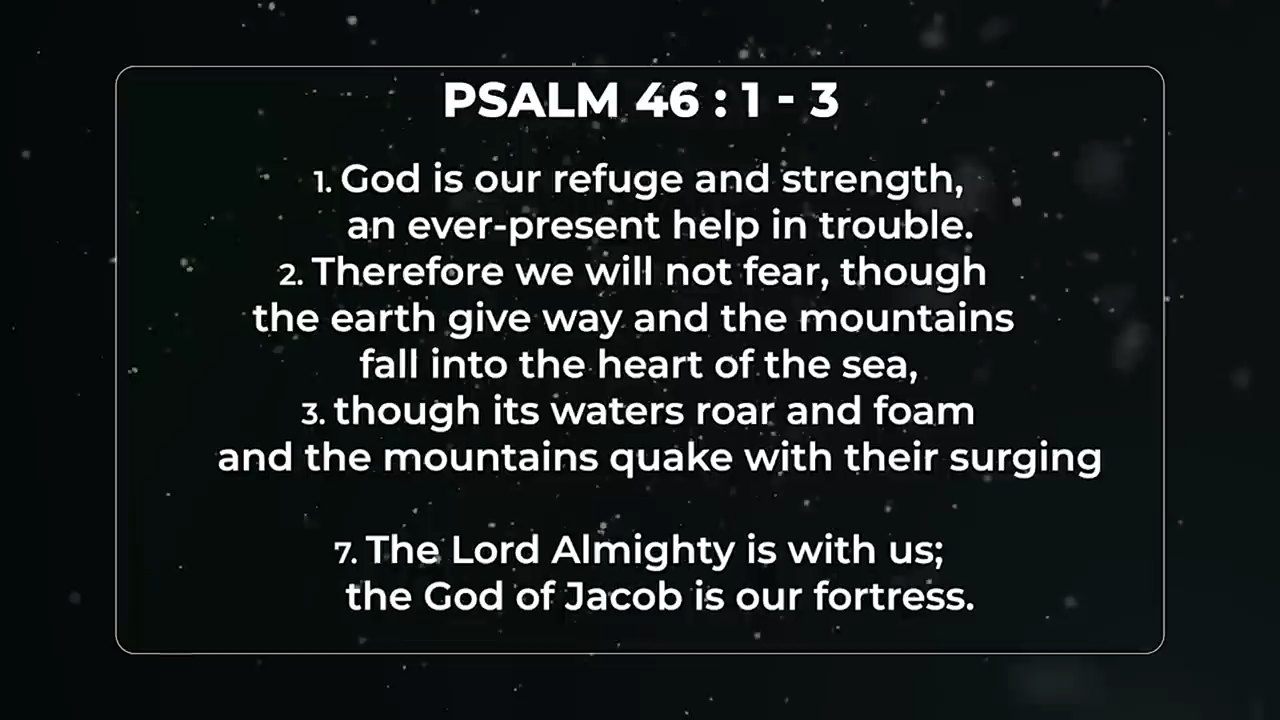 PSALM 46 : 1 - 3
1. God is our refuge and strength,
an ever-present help in trouble.
2. Therefore we will not fear, though
the earth give way and the mountains
fall into the heart of the sea,
3. though its waters roar and foam
and the mountains quake with their surging
7. The Lord Almighty is with us;
the God of Jacob is our fortress.